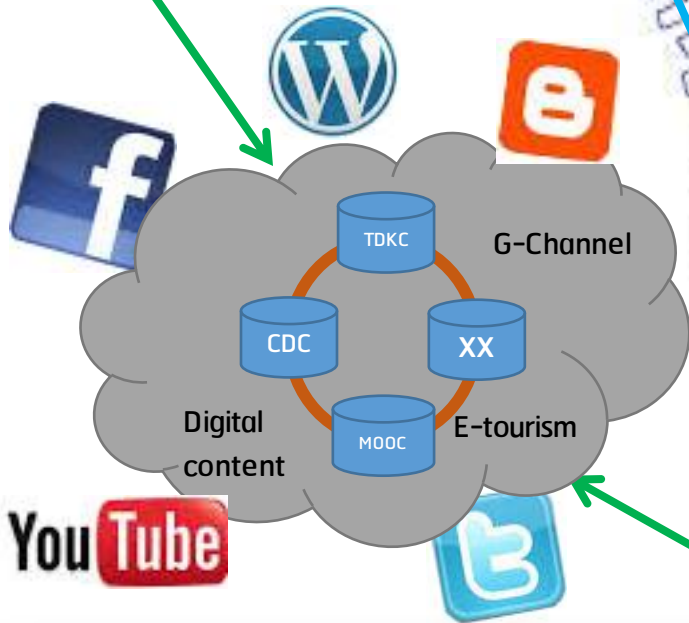 TDKC
G-Channel
CDC
XX
Digital
content
MOOC
E-tourism
You Tube